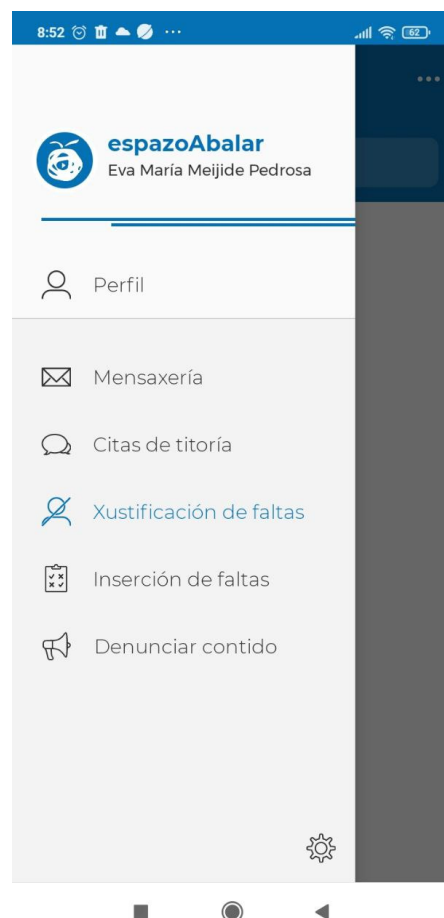 8:52
62
espazoAbalar
Eva María Meijide Pedrosa
Perfil
Mensaxería
Citas de titoría
Xustificación de faltas
Inserción de faltas
Denunciar contido